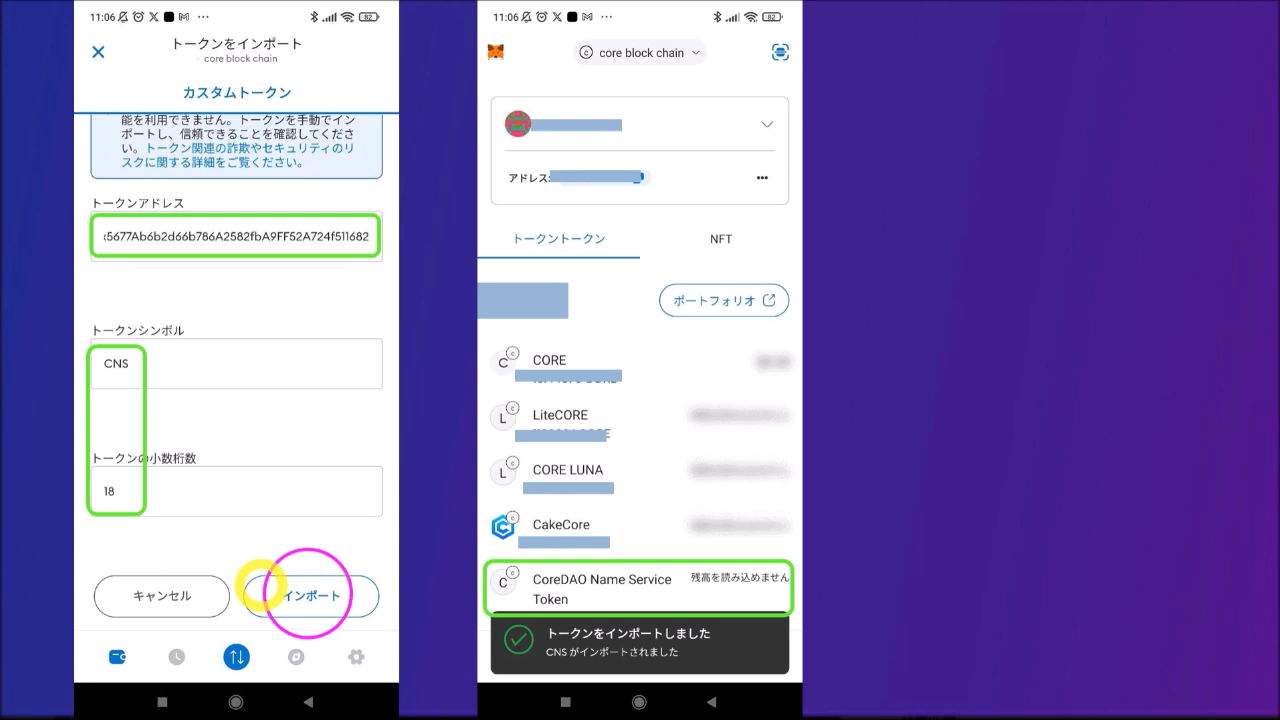 11:06
82
トークンをインポート
core block chain
カスタムトークン
能を利用できません。トークンを手動でイン
ポートし、信頼できることを確認してくださ
い。トークン関連の詐欺やセキュリティのリ
スクに関する詳細をご覧ください。
トークンアドレス
:5677Ab6b2d66b786A2582fbA9FF52A724f511682
トークンシンボル
CNS
トークンの小数桁数
18
キャンセル
インポート
11:06
82
C core block chain
アドレス:
トークントークン
NFT
ポートフォリオ
C c
CORE
L c
LiteCORE
L c
CORE LUNA
c
CakeCore
C c
CoreDAO Name Service
Token
残高を読み込めません
トークンをインポートしました
CNS がインポートされました